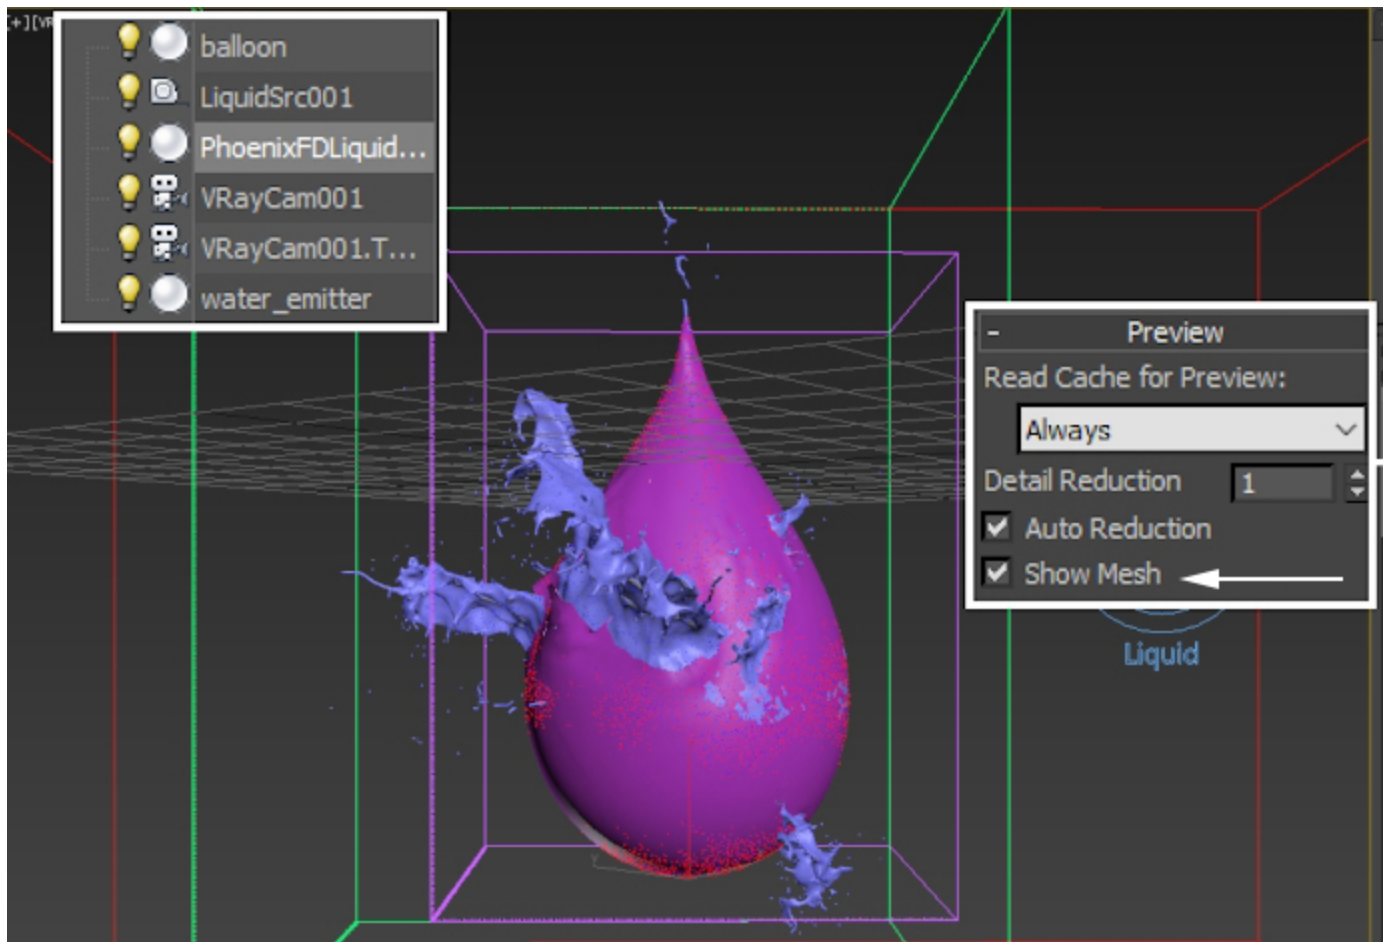 [+][VR
balloon
LiquidSrc001
PhoenixFDLiquid...
VRayCam001
VRayCam001.T...
water_emitter
- Preview
Read Cache for Preview:
Always
Detail Reduction 1
Auto Reduction
Show Mesh
Liquid